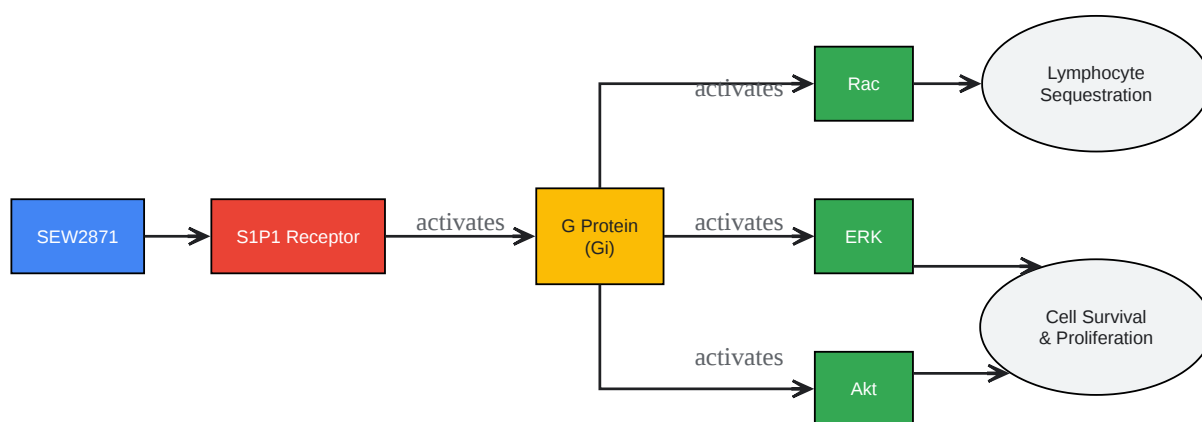 SEW2871
S1P1 Receptor
activates
G Protein
(Gi)
activates
Rac
Lymphocyte
Sequestration
activates
ERK
activates
Akt
Cell Survival
& Proliferation